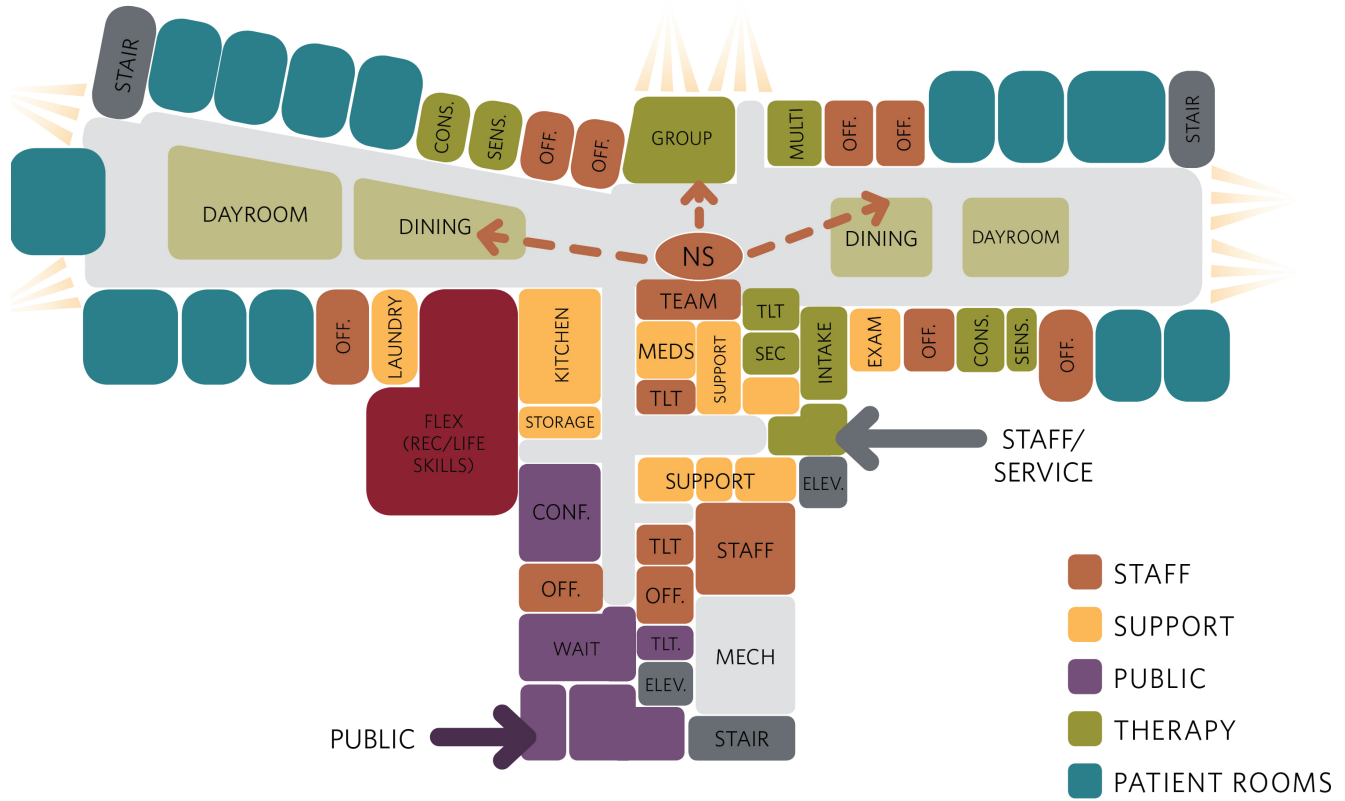 STAIR
CONS.
SENS.
OFF.
OFF.
GROUP
MULTI
OFF.
OFF.
STAIR
DAYROOM
DINING
NS
DINING
DAYROOM
OFF.
LAUNDRY
KITCHEN
STORAGE
FLEX
(REC/LIFE
SKILLS)
TEAM
MEDS
SUPPORT
TLT
TLT
SEC
INTAKE
EXAM
OFF.
CONS.
SENS.
OFF.
STAFF/
SERVICE
SUPPORT
ELEV.
CONF.
TLT
STAFF
OFF.
OFF.
WAIT
TLT.
MECH
ELEV.
STAIR
PUBLIC
STAFF
SUPPORT
PUBLIC
THERAPY
PATIENT ROOMS